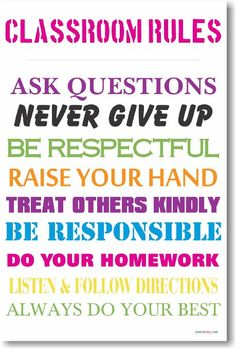 CLASSROOM RULES
ASK QUESTIONS
NEVER GIVE UP
BE RESPECTFUL
RAISE YOUR HAND
TREAT OTHERS KINDLY
BE RESPONSIBLE
DO YOUR HOMEWORK
LISTEN & FOLLOW DIRECTIONS
ALWAYS DO YOUR BEST